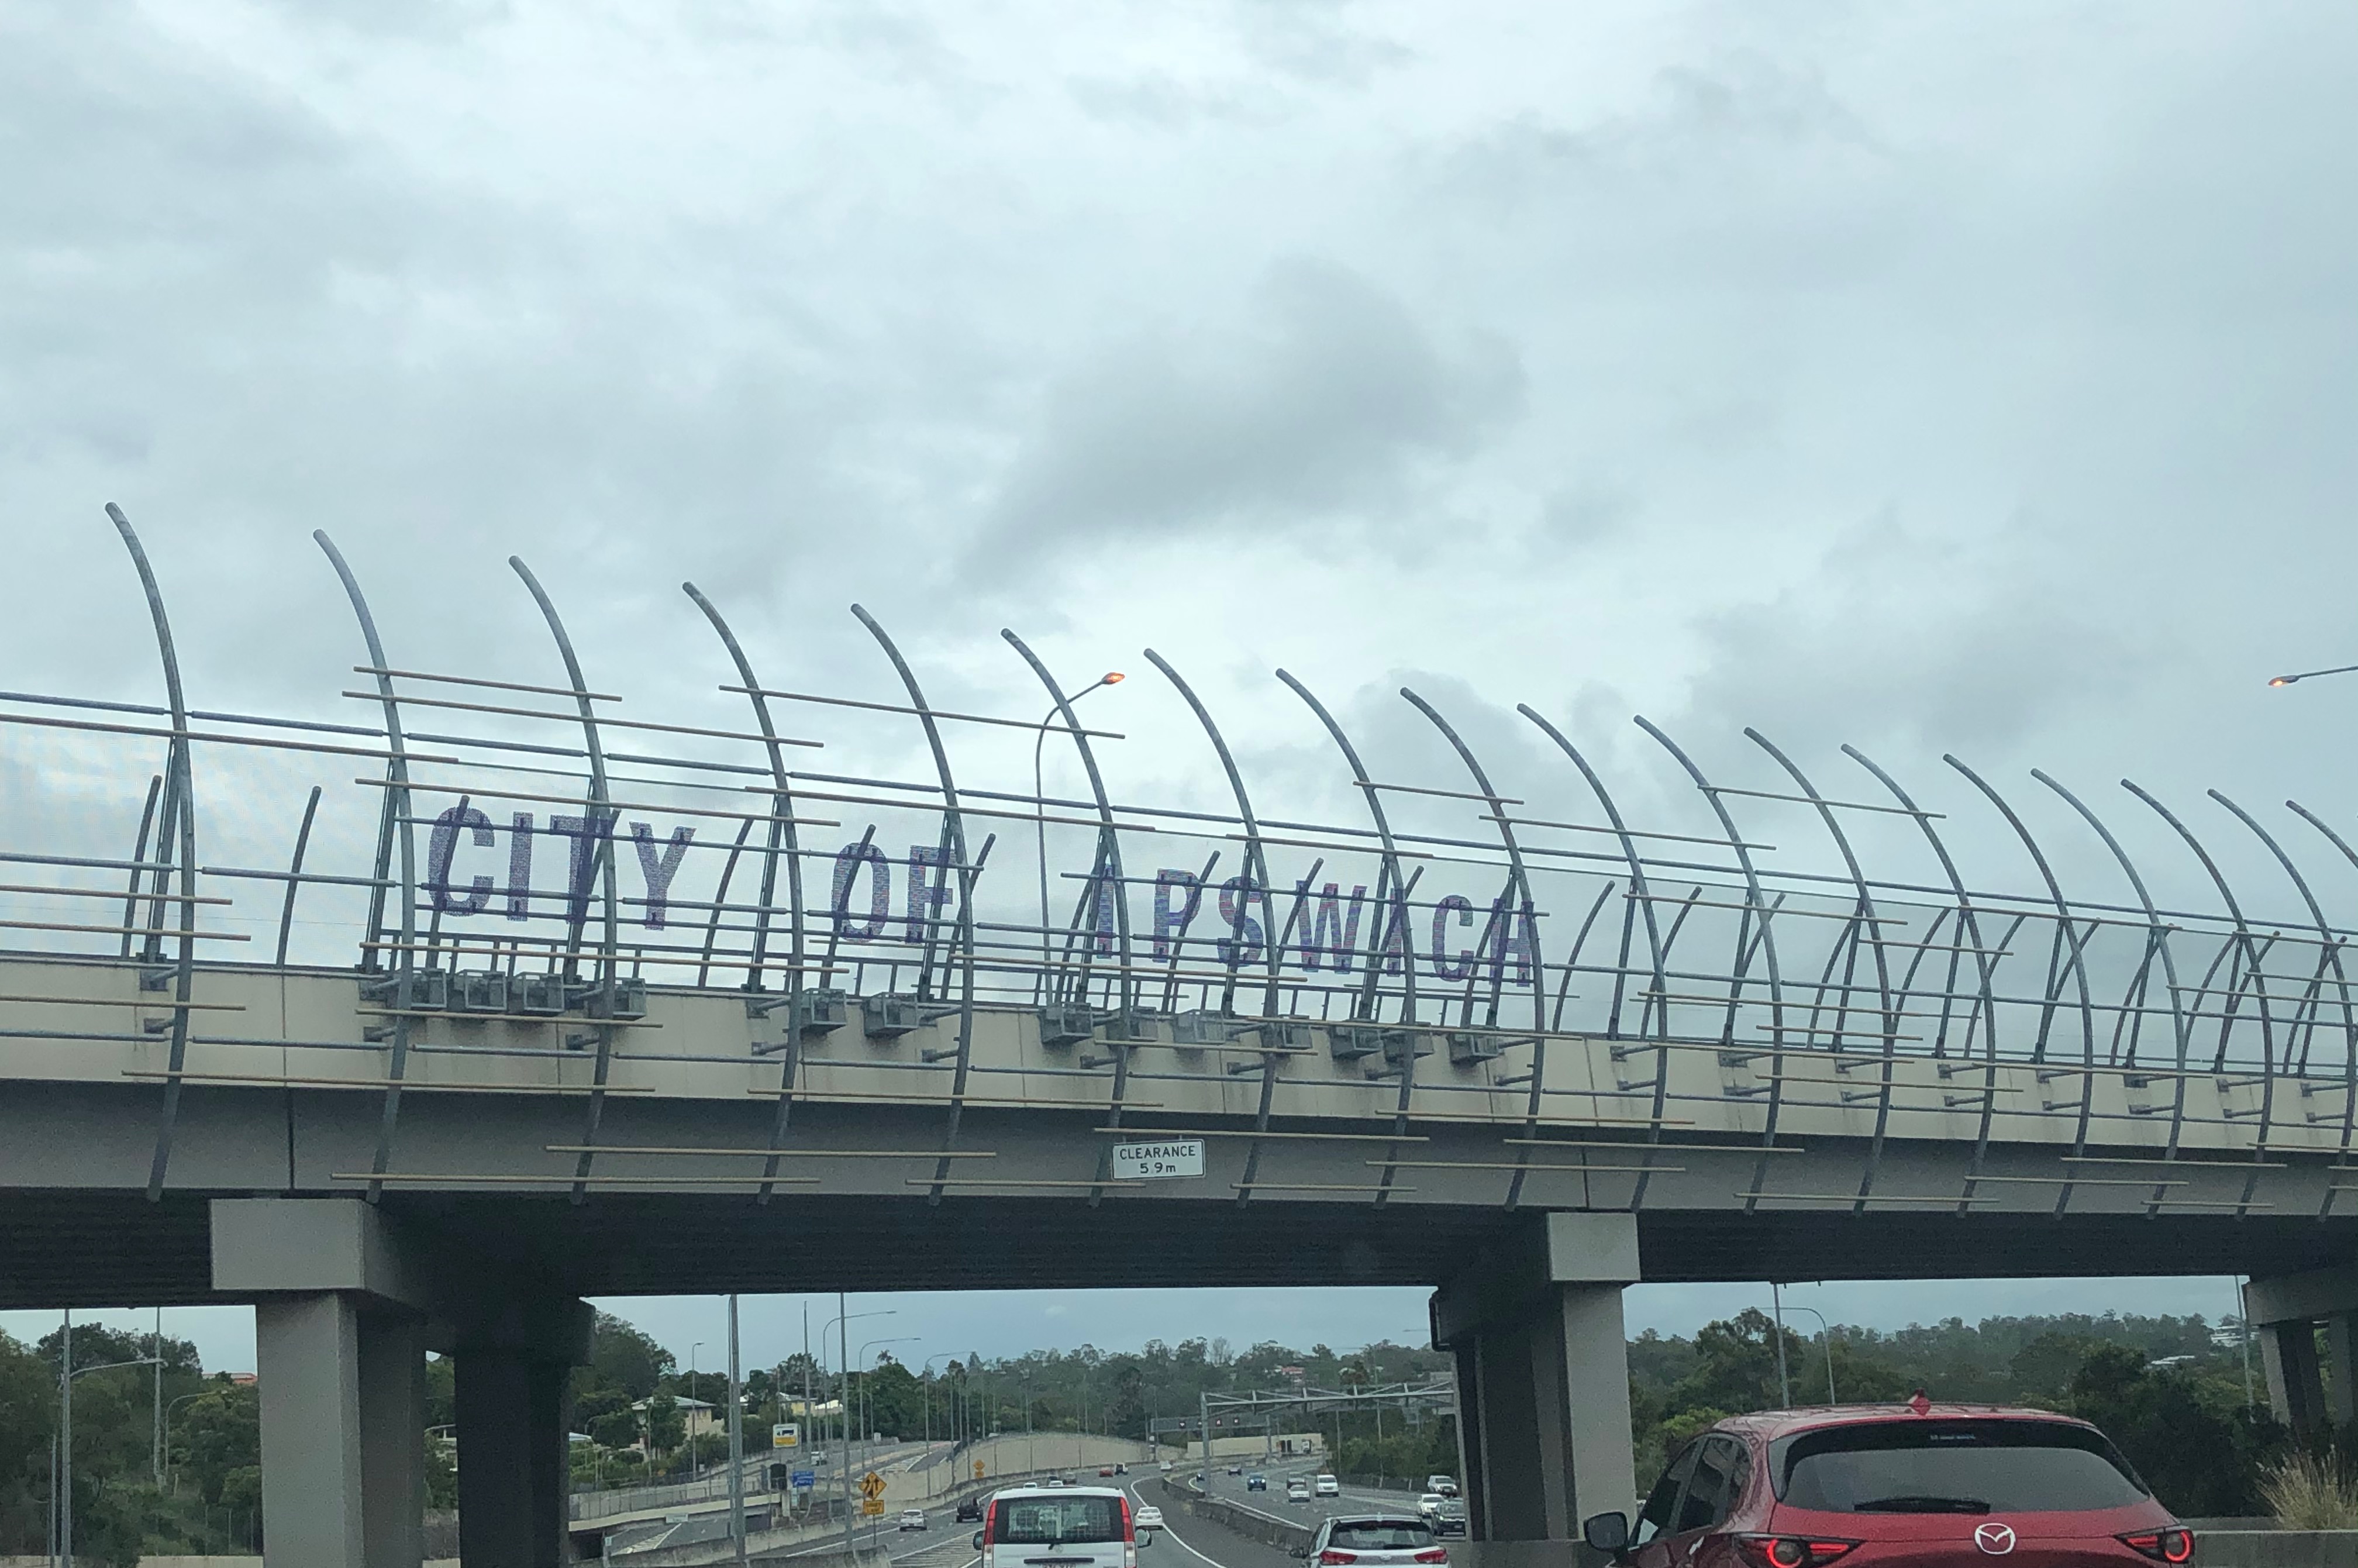 CITY OF IPSWICH
CLEARANCE
5.9m